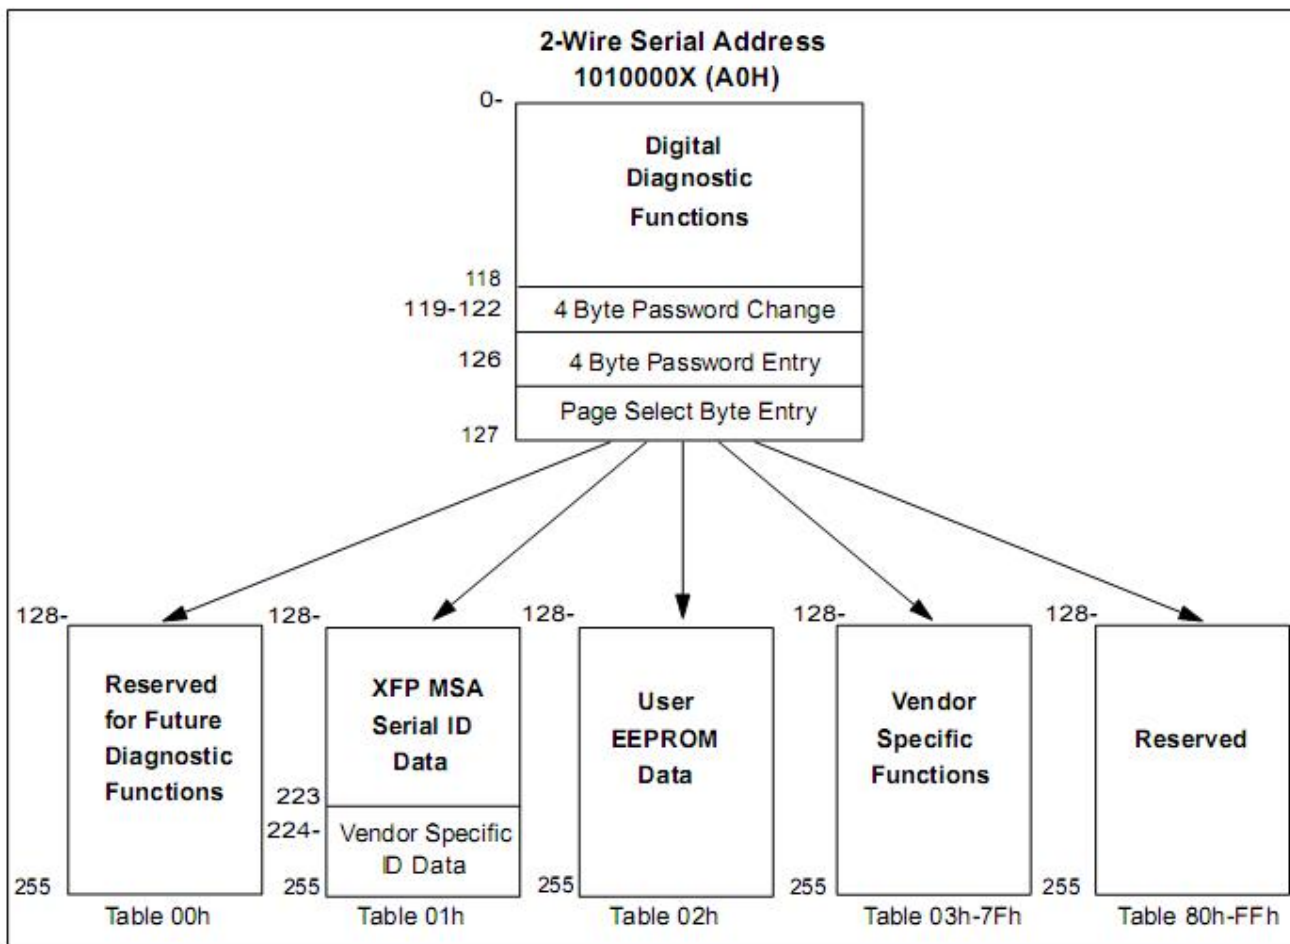 2-Wire Serial Address
1010000X (A0H)
0-
Digital
Diagnostic
Functions
118
119-122
4 Byte Password Change
126
4 Byte Password Entry
Page Select Byte Entry
127
128-
Reserved
for Future
Diagnostic
Functions
255
Table 00h
128-
XFP MSA
Serial ID
Data
223
224-
Vendor Specific
ID Data
255
Table 01h
128-
User
EEPROM
Data
255
Table 02h
128-
Vendor
Specific
Functions
255
Table 03h-7Fh
128-
Reserved
255
Table 80h-FFh